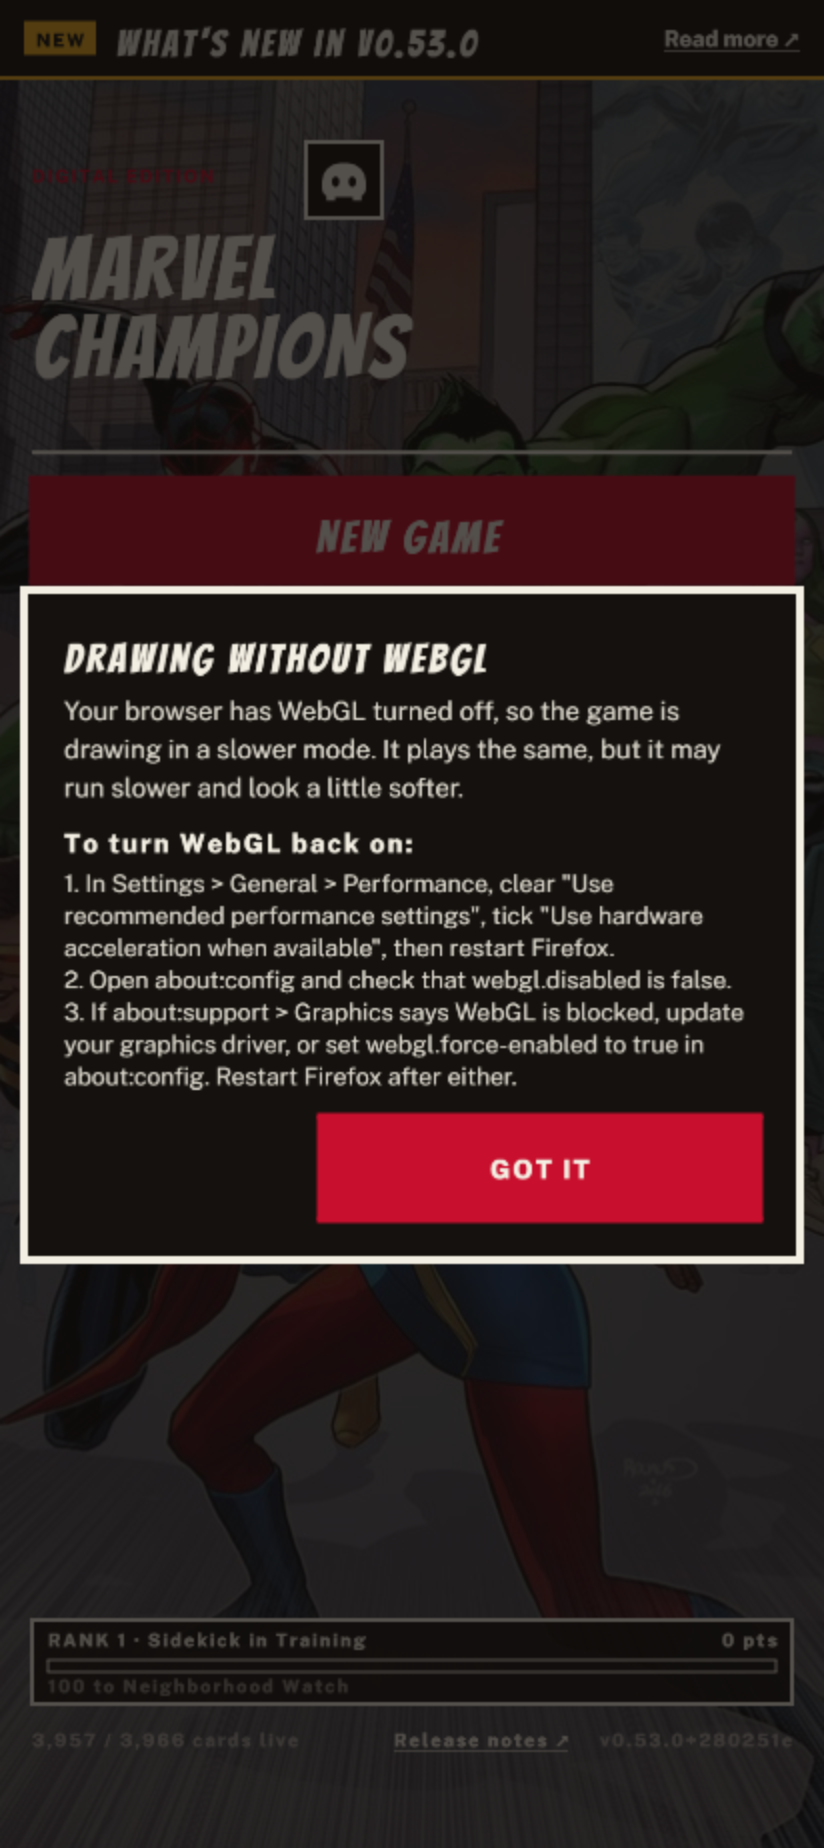 NEW WHAT'S NEW IN V0.53.0 Read more ↗
DIGITAL EDITION
MARVEL
CHAMPIONS
NEW GAME
DRAWING WITHOUT WEBGL
Your browser has WebGL turned off, so the game is
drawing in a slower mode. It plays the same, but it may
run slower and look a little softer.
To turn WebGL back on:
1. In Settings > General > Performance, clear "Use
recommended performance settings", tick "Use hardware
acceleration when available", then restart Firefox.
2. Open about:config and check that webgl.disabled is false.
3. If about:support > Graphics says WebGL is blocked, update
your graphics driver, or set webgl.force-enabled to true in
about:config. Restart Firefox after either.
GOT IT
RANK 1 · Sidekick in Training 0 pts
100 to Neighborhood Watch
3,957 / 3,986 cards live Release notes ↗ v0.53.0+280251e